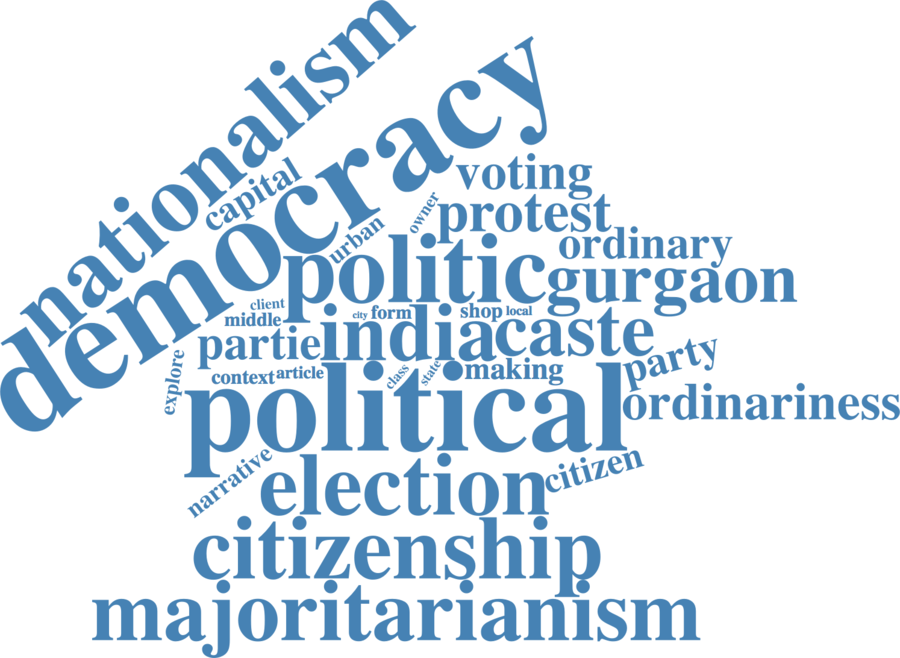 nationalism
democracy
capital
voting
owner
protest
urban
ordinary
politic
gurgaon
client
city
form
shop
local
middle
india
caste
partie
party
explore
context
article
class
state
making
political
ordinariness
narrative
election
citizen
citizenship
majoritarianism